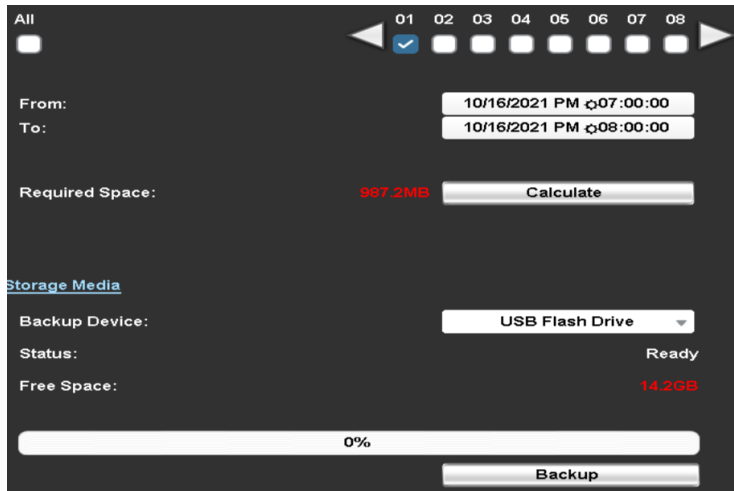 All 01 02 03 04 05 06 07 08
From: 10/16/2021 PM 07:00:00
To: 10/16/2021 PM 08:00:00
Required Space: 987.2MB Calculate
Storage Media
Backup Device: USB Flash Drive
Status: Ready
Free Space: 14.2GB
0%
Backup